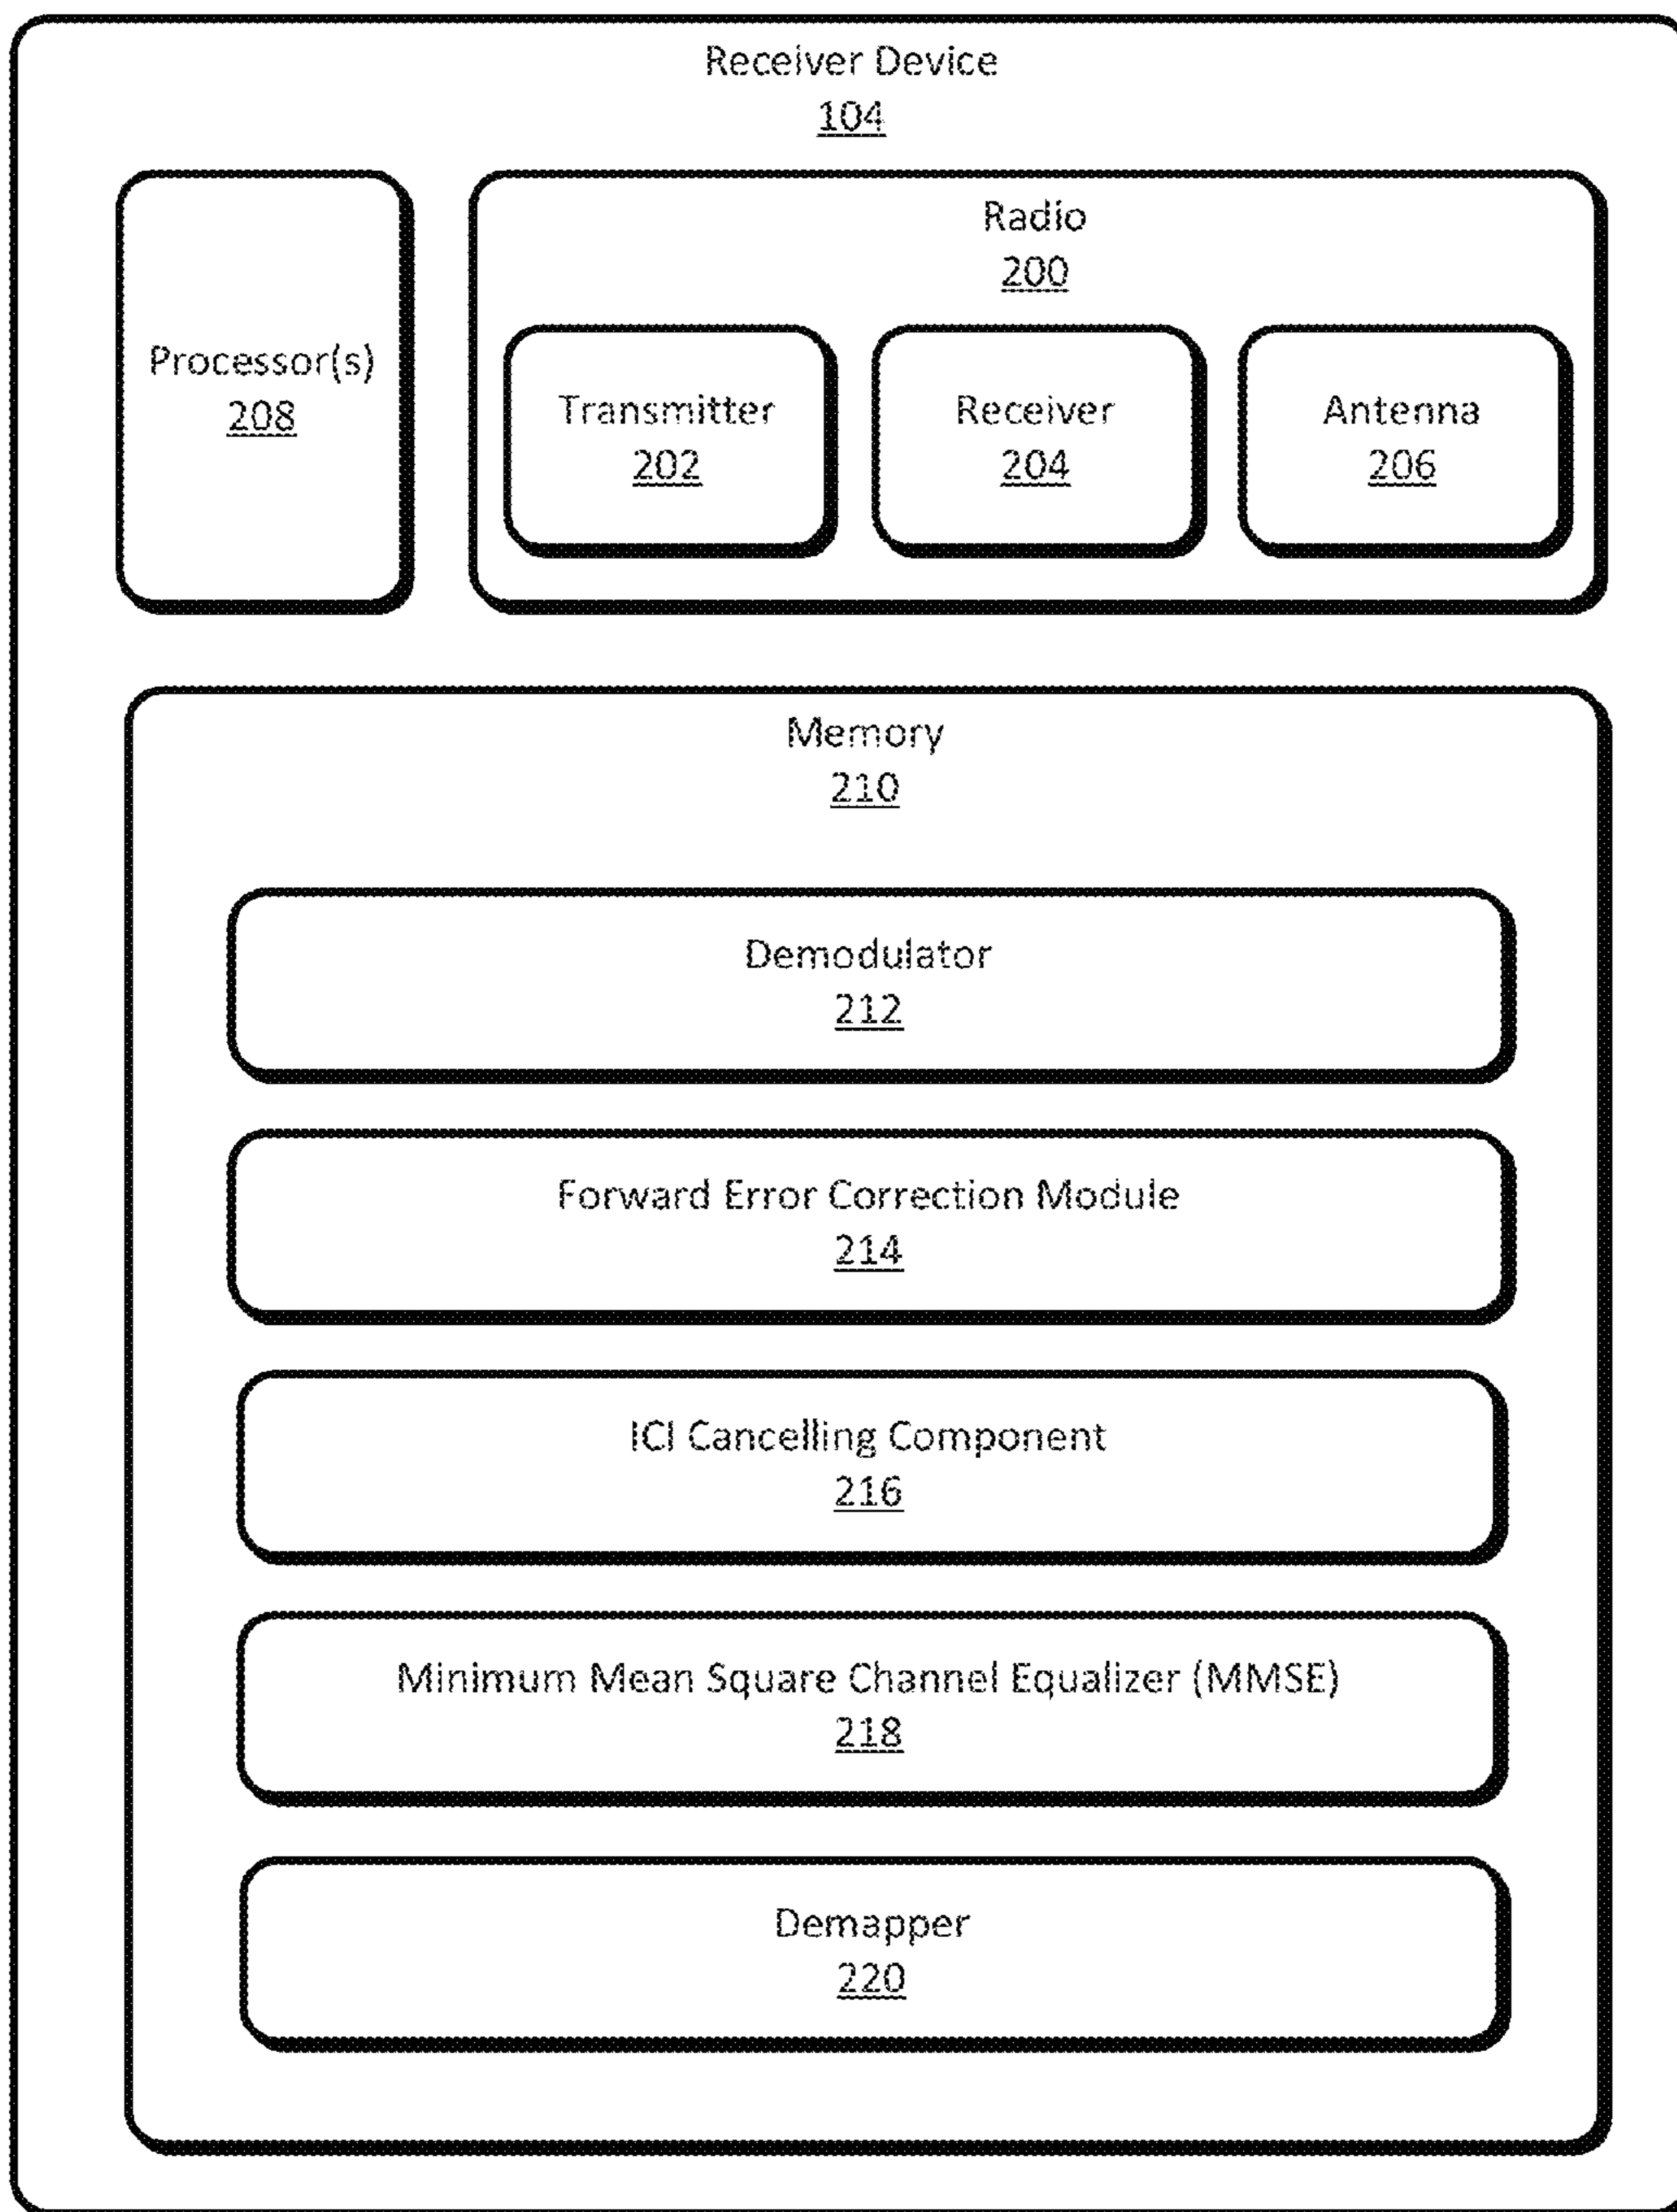 Receiver Device
104
Processor(s)
208
Radio
200
Transmitter
202
Receiver
204
Antenna
206
Memory
210
Demodulator
212
Forward Error Correction Module
214
ICI Cancelling Component
216
Minimum Mean Square Channel Equalizer (MMSE)
218
Demapper
220